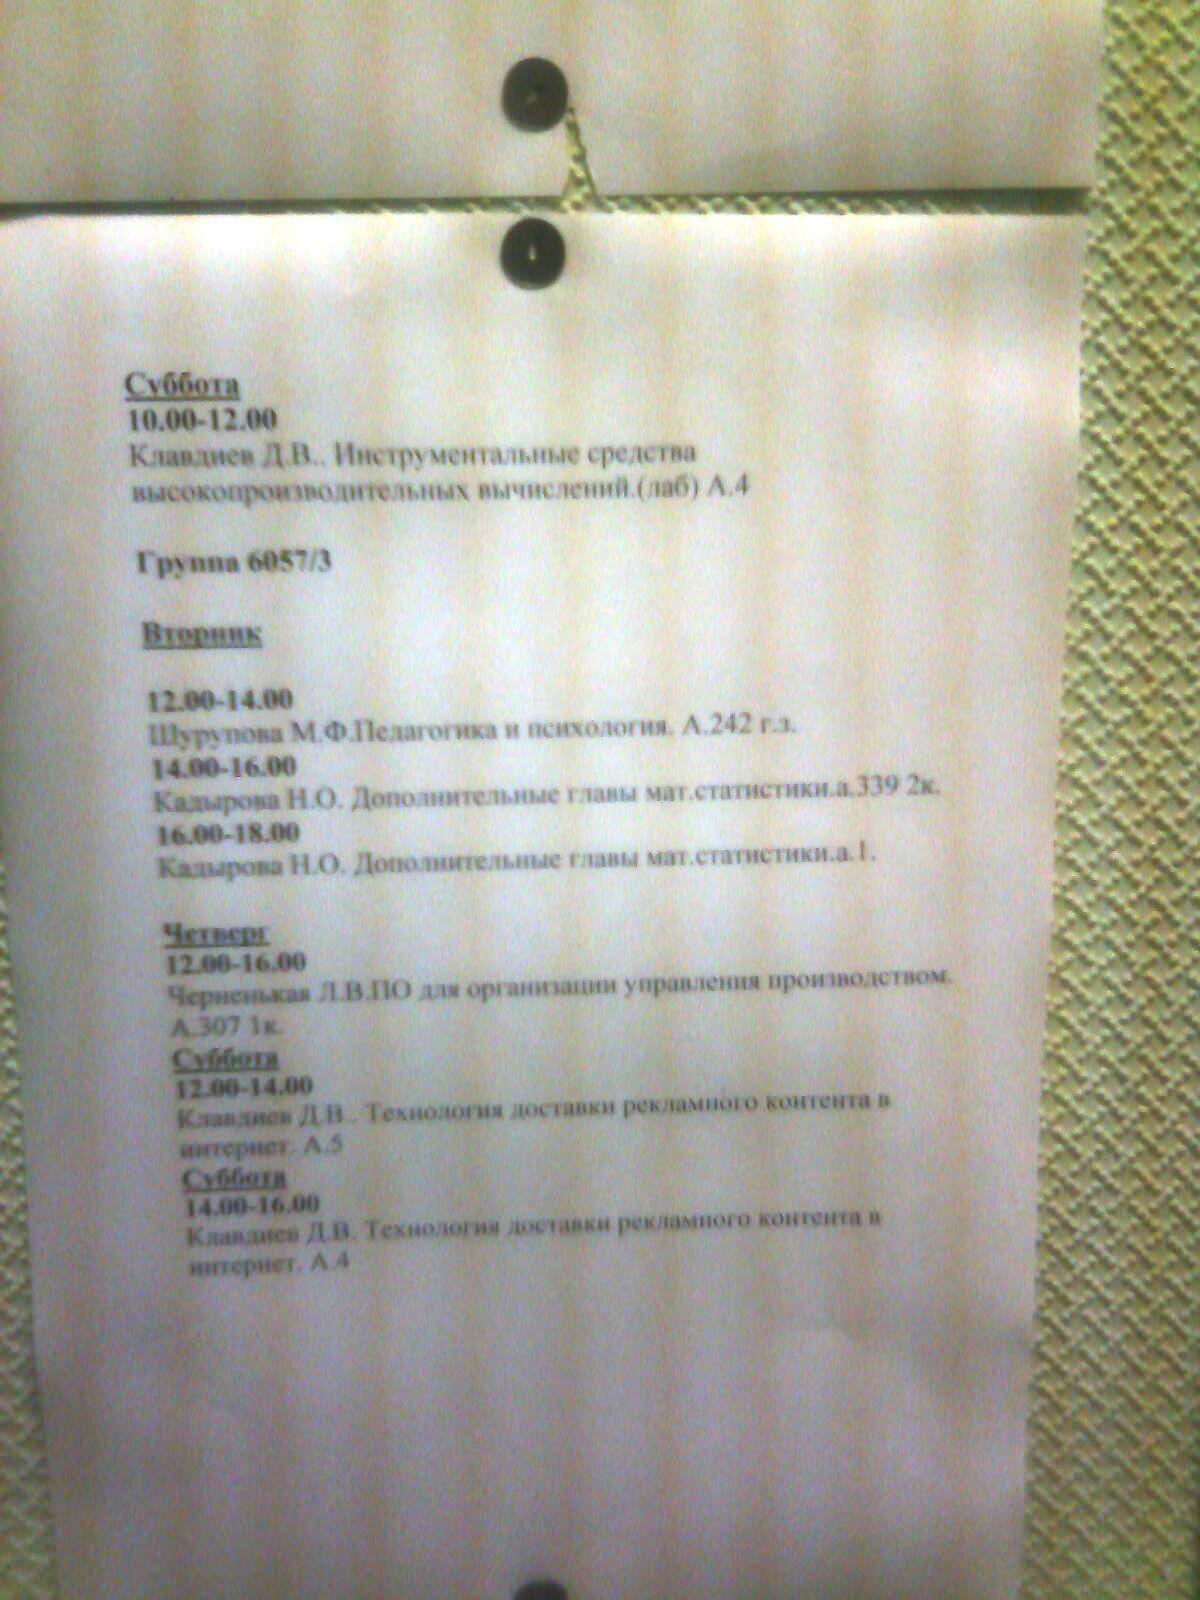 Суббота
10.00-12.00
Клавдиев Д.В.. Инструментальные средства
высокопроизводительных вычислений.(лаб) А.4
Группа 6057/3
Вторник
12.00-14.00
Шурупова М.Ф.Педагогика и психология. А.242 г.з.
14.00-16.00
Кадырова Н.О. Дополнительные главы мат.статистики.а.339 2к.
16.00-18.00
Кадырова Н.О. Дополнительные главы мат.статистики.а.1.
Четверг
12.00-16.00
Черненькая Л.В.ПО для организации управления производством.
А.307 1к.
Суббота
12.00-14.00
Клавдиев Д.В.. Технология доставки рекламного контента в
интернет. А.5
Суббота
14.00-16.00
Клавдиев Д.В. Технология доставки рекламного контента в
интернет. А.4